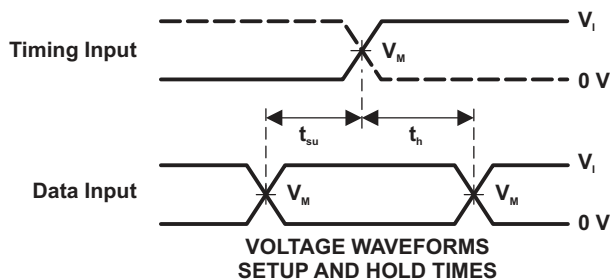 V_I
Timing Input
V_M
0 V
t_su
t_h
V_I
Data Input
V_M
V_M
0 V
VOLTAGE WAVEFORMS
SETUP AND HOLD TIMES